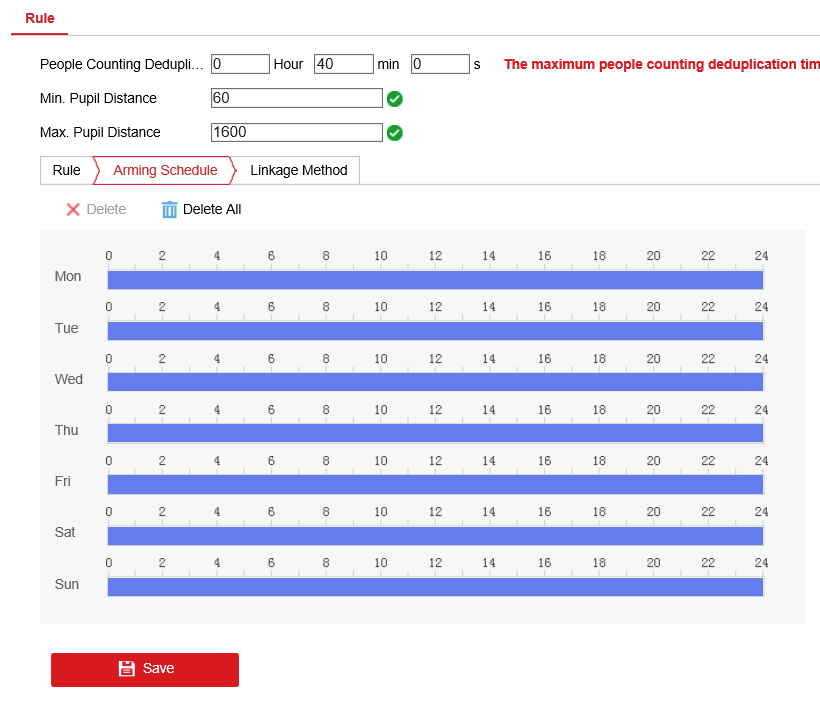 Rule
People Counting Dedupli... 0 Hour 40 min 0 s The maximum people counting deduplication tim
Min. Pupil Distance 60
Max. Pupil Distance 1600
Rule Arming Schedule Linkage Method
Delete Delete All
0 2 4 6 8 10 12 14 16 18 20 22 24
Mon
0 2 4 6 8 10 12 14 16 18 20 22 24
Tue
0 2 4 6 8 10 12 14 16 18 20 22 24
Wed
0 2 4 6 8 10 12 14 16 18 20 22 24
Thu
0 2 4 6 8 10 12 14 16 18 20 22 24
Fri
0 2 4 6 8 10 12 14 16 18 20 22 24
Sat
0 2 4 6 8 10 12 14 16 18 20 22 24
Sun
Save